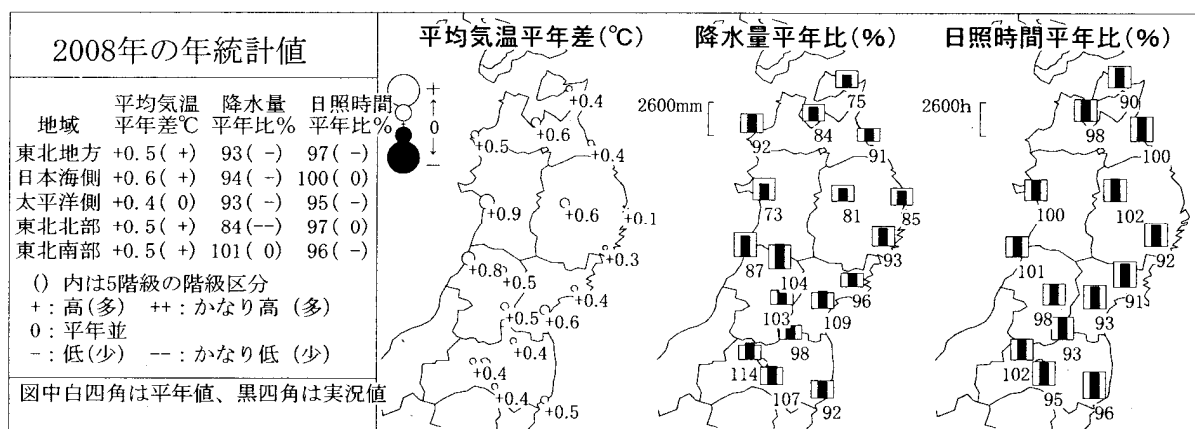 2008年の年統計値
平均気温 降水量 日照時間
地域 平年差℃ 平年比% 平年比%
東北地方 +0.5( +) 93( -) 97( -)
日本海側 +0.6( +) 94( -) 100( 0)
太平洋側 +0.4( 0) 93( -) 95( -)
東北北部 +0.5( +) 84(--) 97( 0)
東北南部 +0.5( +) 101( 0) 96( -)
() 内は5階級の階級区分
+:高(多) ++:かなり高 (多)
0:平年並
-:低(少) --:かなり低 (少)
図中白四角は平年値、黒四角は実況値
平均気温平年差(℃)
+
↑
0
↓
-
+0.4
+0.6
+0.5
+0.4
+0.9
+0.6
+0.1
+0.3
+0.8
+0.5
+0.4
+0.5
+0.6
+0.4
+0.4
+0.4
+0.5
降水量平年比(%)
2600mm
75
84
92
91
73
81
85
93
87
104
96
103
109
98
114
107
92
日照時間平年比(%)
2600h
90
98
100
100
102
92
101
91
98
93
93
102
95
96